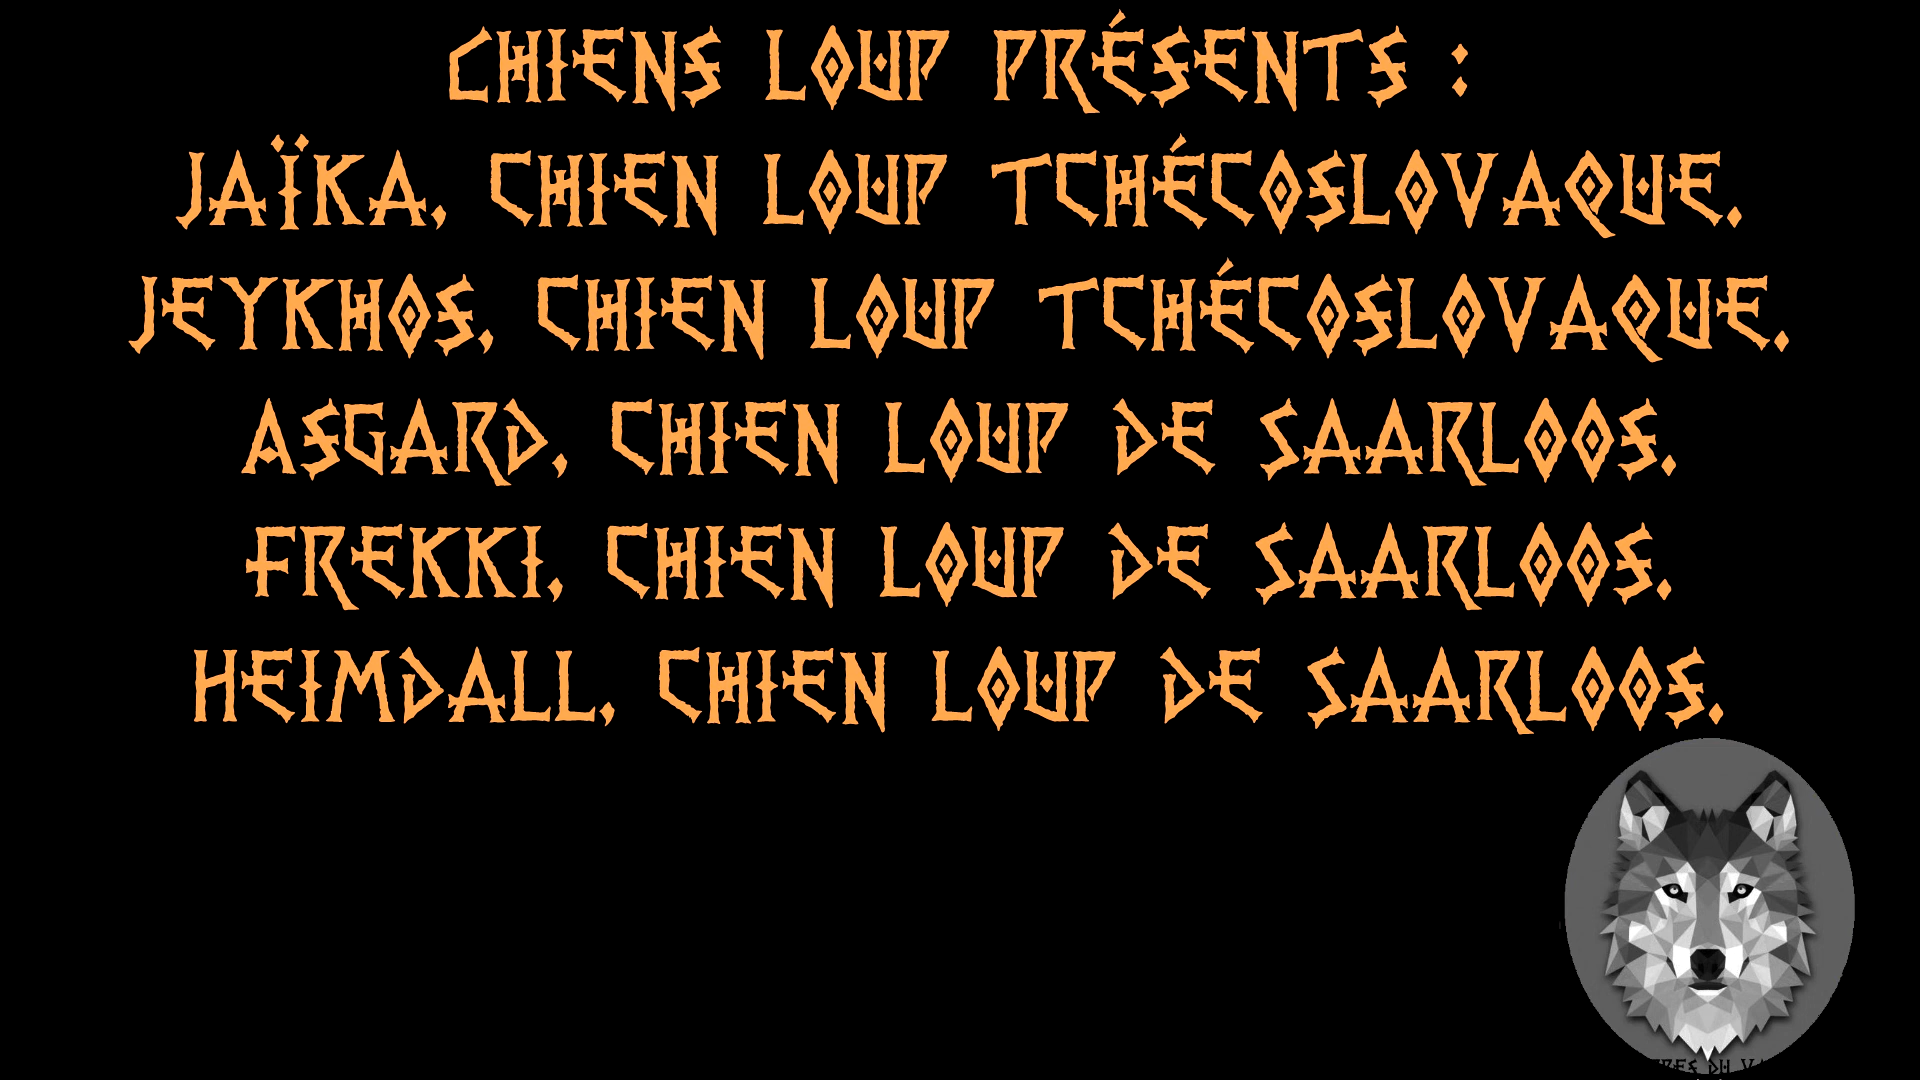 CHIENS LOUP PRÉSENTS :
JAÏKA, CHIEN LOUP TCHÉCOSLOVAQUE.
JEYKHOS, CHIEN LOUP TCHÉCOSLOVAQUE.
ASGARD, CHIEN LOUP DE SAARLOOS.
FREKKI, CHIEN LOUP DE SAARLOOS.
HEIMDALL, CHIEN LOUP DE SAARLOOS.
DU